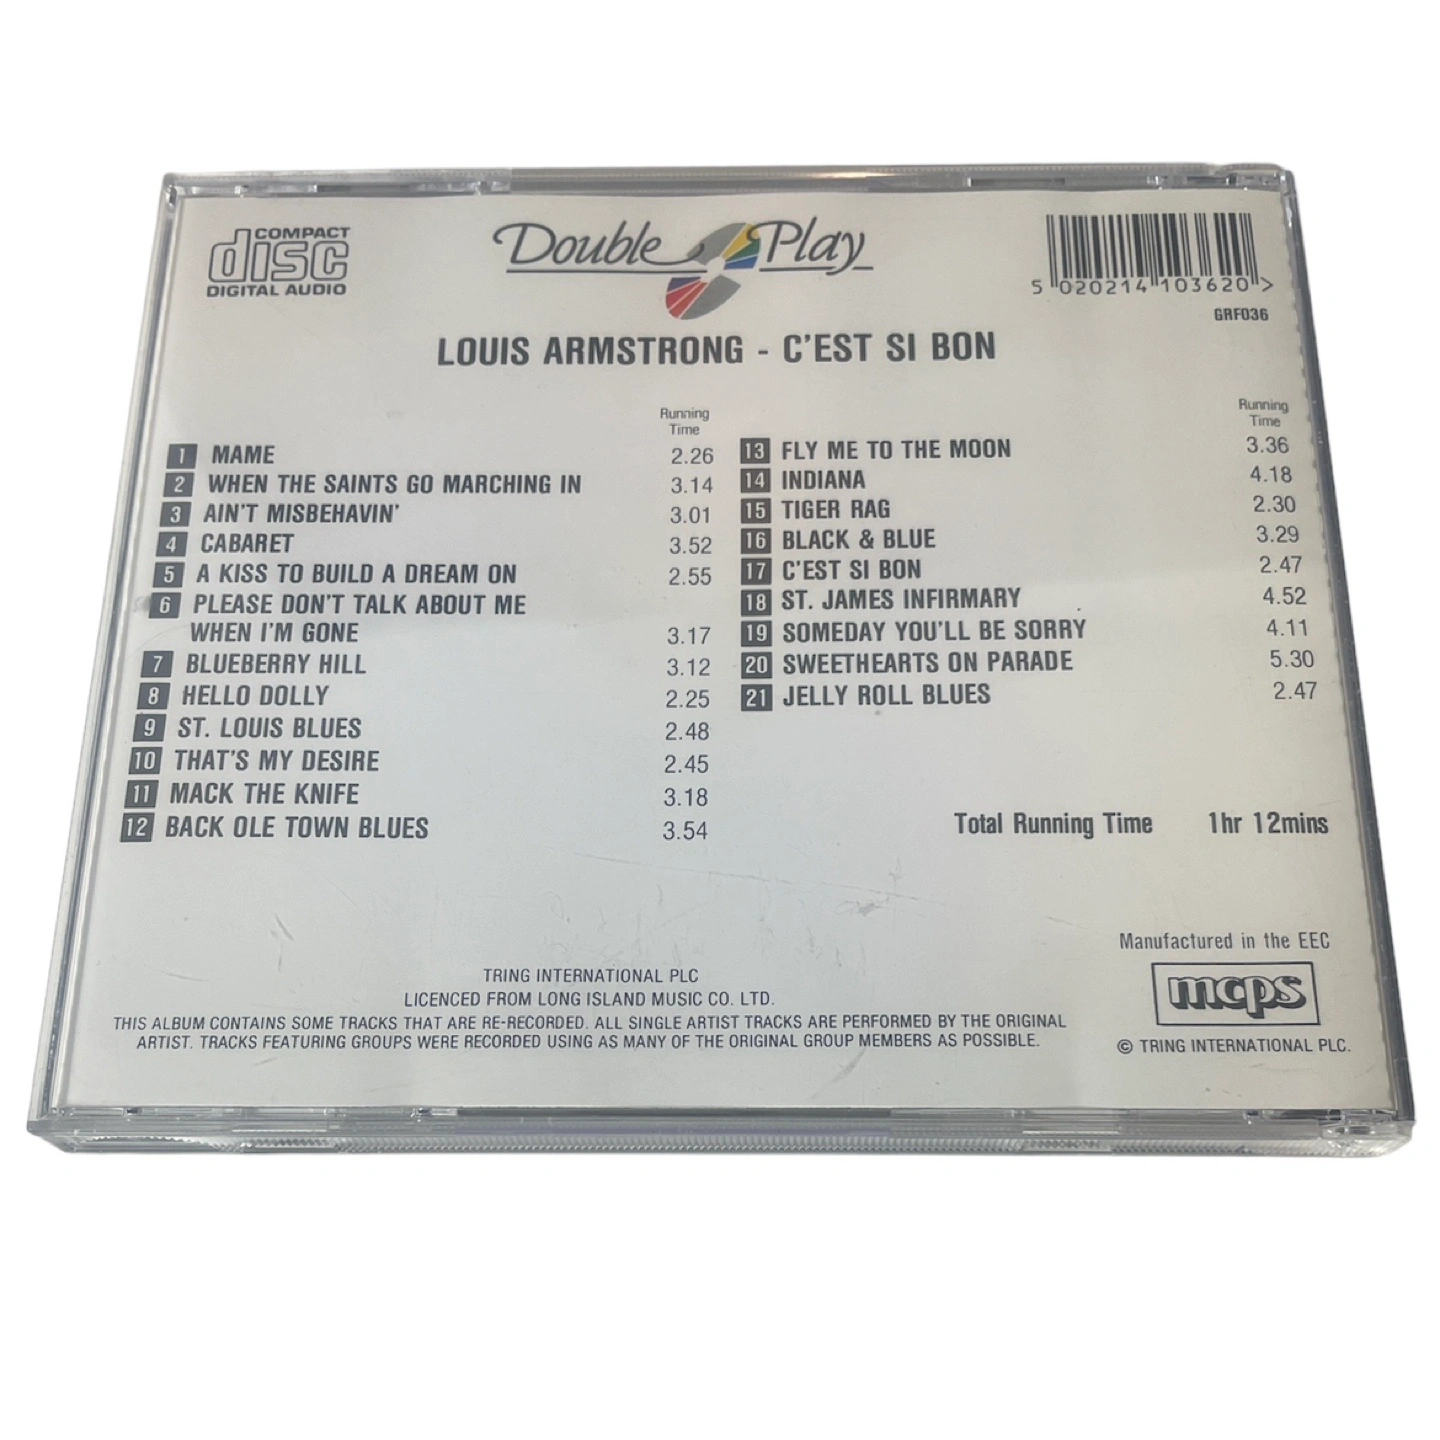 COMPACT
disc
DIGITAL AUDIO
Double Play
5 020214 103620 >
GRF036
LOUIS ARMSTRONG - C'EST SI BON
Running
Time
1 MAME 2.26
2 WHEN THE SAINTS GO MARCHING IN 3.14
3 AIN'T MISBEHAVIN' 3.01
4 CABARET 3.52
5 A KISS TO BUILD A DREAM ON 2.55
6 PLEASE DON'T TALK ABOUT ME
WHEN I'M GONE 3.17
7 BLUEBERRY HILL 3.12
8 HELLO DOLLY 2.25
9 ST. LOUIS BLUES 2.48
10 THAT'S MY DESIRE 2.45
11 MACK THE KNIFE 3.18
12 BACK OLE TOWN BLUES 3.54
Running
Time
13 FLY ME TO THE MOON 3.36
14 INDIANA 4.18
15 TIGER RAG 2.30
16 BLACK & BLUE 3.29
17 C'EST SI BON 2.47
18 ST. JAMES INFIRMARY 4.52
19 SOMEDAY YOU'LL BE SORRY 4.11
20 SWEETHEARTS ON PARADE 5.30
21 JELLY ROLL BLUES 2.47
Total Running Time 1hr 12mins
TRING INTERNATIONAL PLC
LICENCED FROM LONG ISLAND MUSIC CO. LTD.
THIS ALBUM CONTAINS SOME TRACKS THAT ARE RE-RECORDED. ALL SINGLE ARTIST TRACKS ARE PERFORMED BY THE ORIGINAL
ARTIST. TRACKS FEATURING GROUPS WERE RECORDED USING AS MANY OF THE ORIGINAL GROUP MEMBERS AS POSSIBLE.
Manufactured in the EEC
mcps
© TRING INTERNATIONAL PLC.